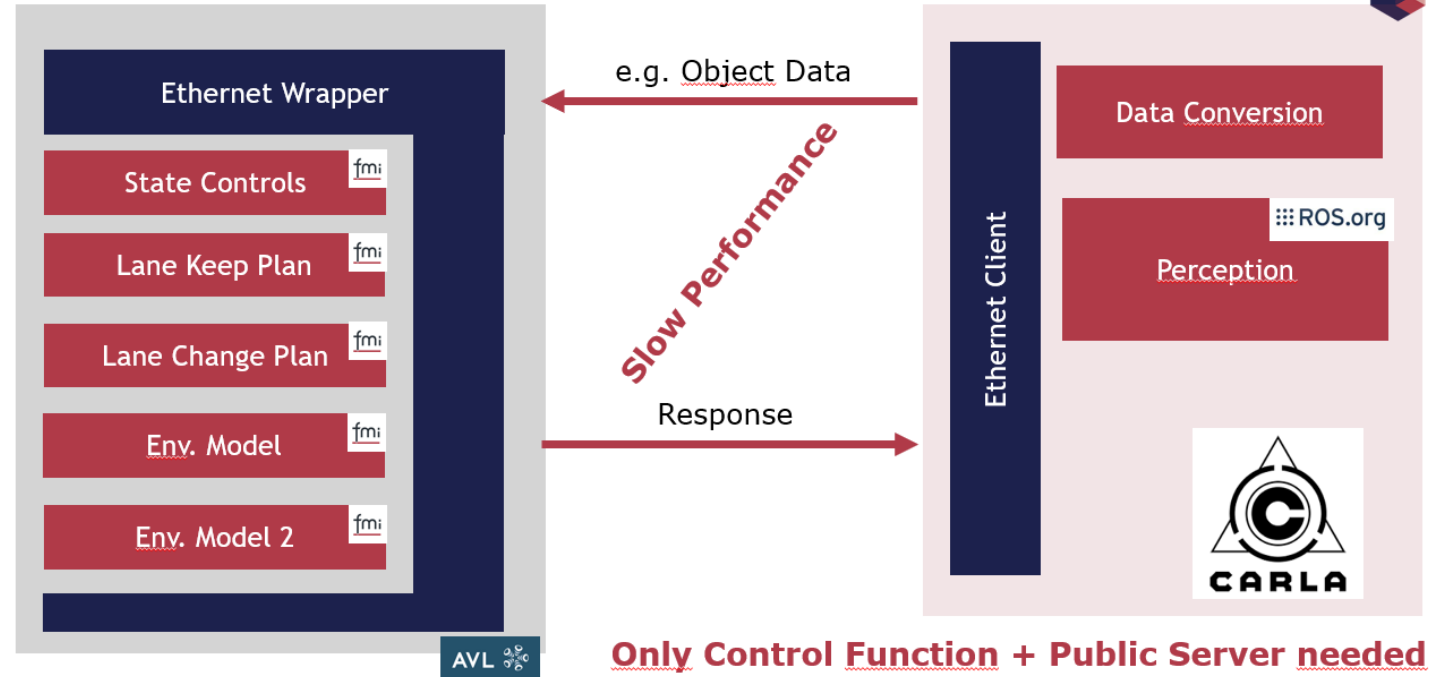 Ethernet Wrapper
State Controls
fmi
Lane Keep Plan
fmi
Lane Change Plan
fmi
Env. Model
fmi
Env. Model 2
fmi
AVL
e.g. Object Data
Slow Performance
Response
Ethernet Client
Data Conversion
ROS.org
Perception
C
CARLA
Only Control Function + Public Server needed